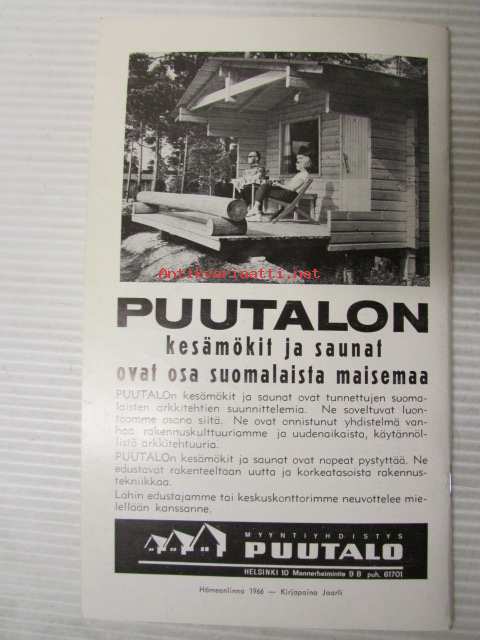 Antikvariaatti.net
PUUTALON
kesämökit ja saunat
ovat osa suomalaista maisemaa
PUUTALOn kesämökit ja saunat ovat tunnettujen suoma-
laisten arkkitehtien suunnittelemia. Ne soveltuvat luon-
toomme osana siitä. Ne ovat onnistunut yhdistelmä van-
haa rakennuskulttuuriamme ja uudenaikaista, käytännöl-
listä arkkitehtuuria.
PUUTALOn kesämökit ja saunat ovat nopeat pystyttää. Ne
edustavat rakenteeltaan uutta ja korkeatasoista rakennus-
tekniikkaa.
Lähin edustajamme tai keskuskonttorimme neuvottelee mie-
lellään kanssanne.
MYYNTIYHDISTYS
PUUTALO
HELSINKI 10 Mannerheimintie 9 B puh. 61701
Hämeenlinna 1966 — Kirjapaino Jaarli